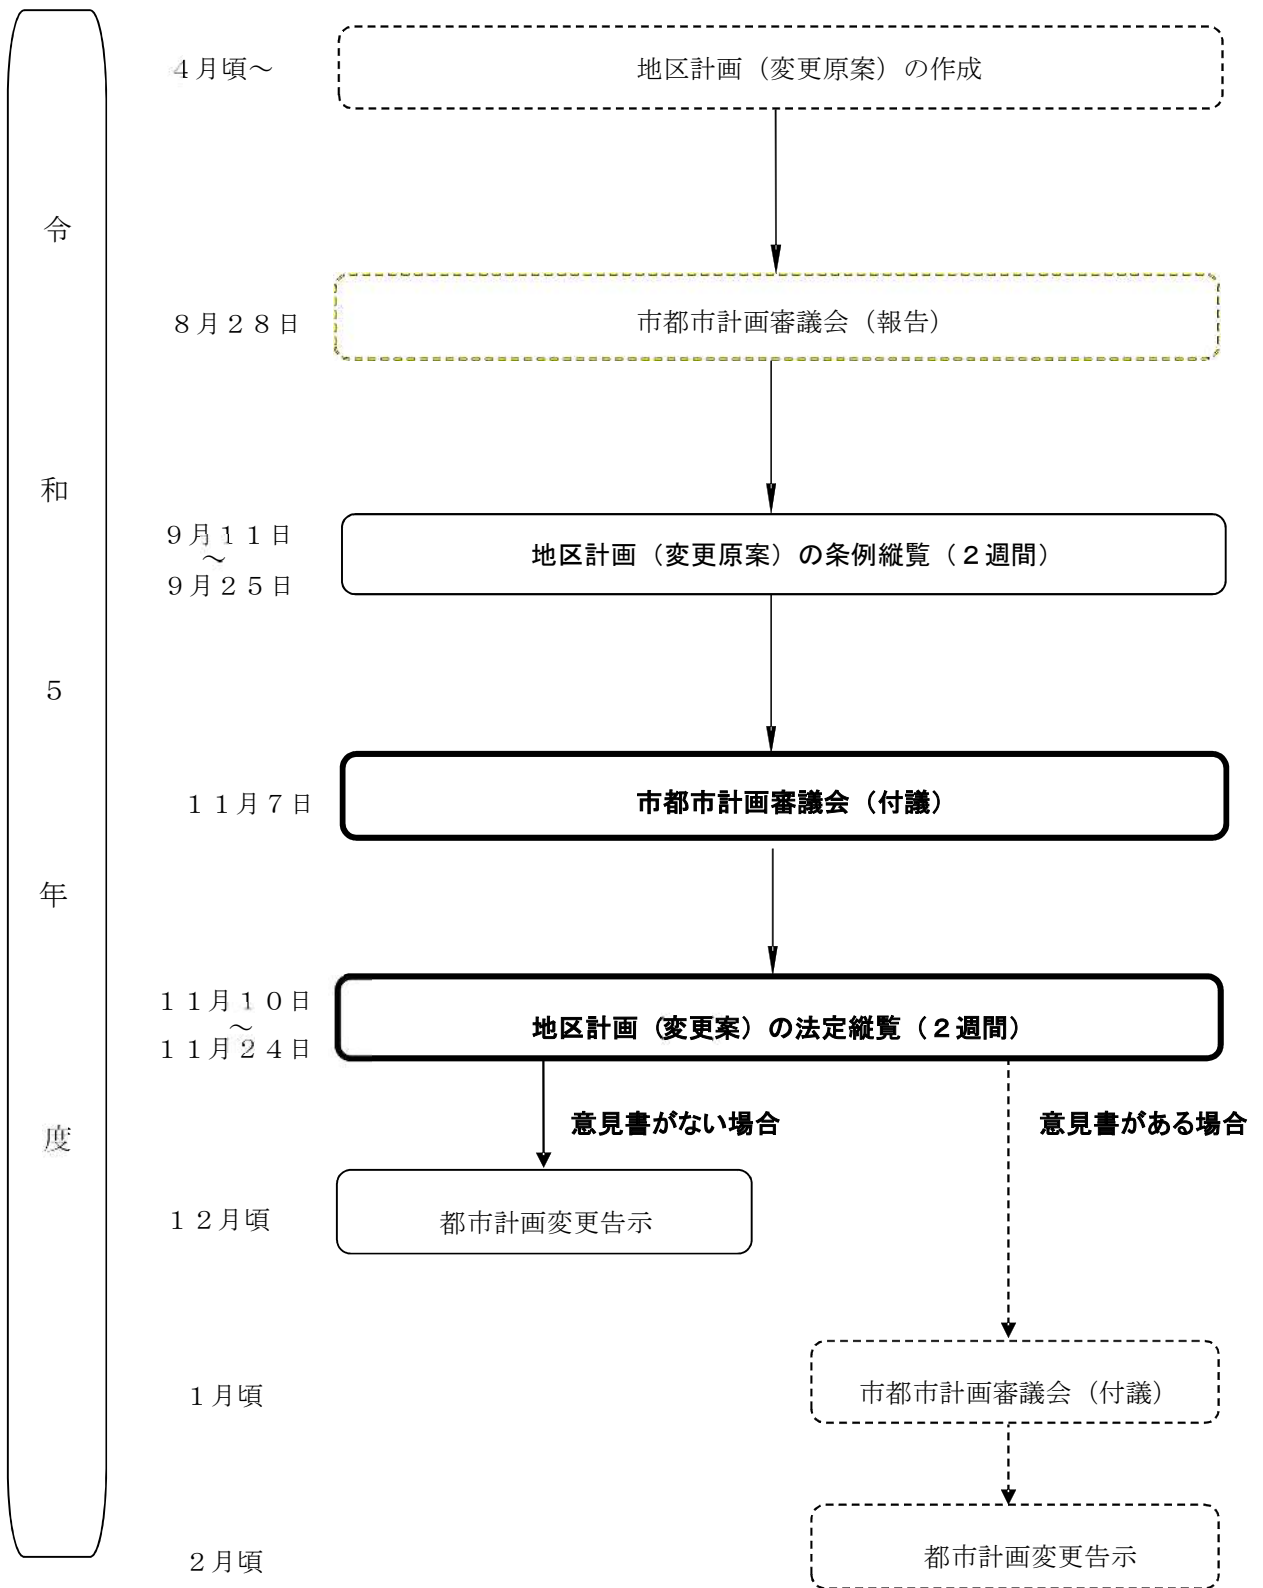 令和5年度
４月頃～
地区計画（変更原案）の作成
８月２８日
市都市計画審議会（報告）
９月１１日
～
９月２５日
地区計画（変更原案）の条例縦覧（２週間）
１１月７日
市都市計画審議会（付議）
１１月１０日
～
１１月２４日
地区計画（変更案）の法定縦覧（２週間）
意見書がない場合
意見書がある場合
１２月頃
都市計画変更告示
１月頃
市都市計画審議会（付議）
２月頃
都市計画変更告示